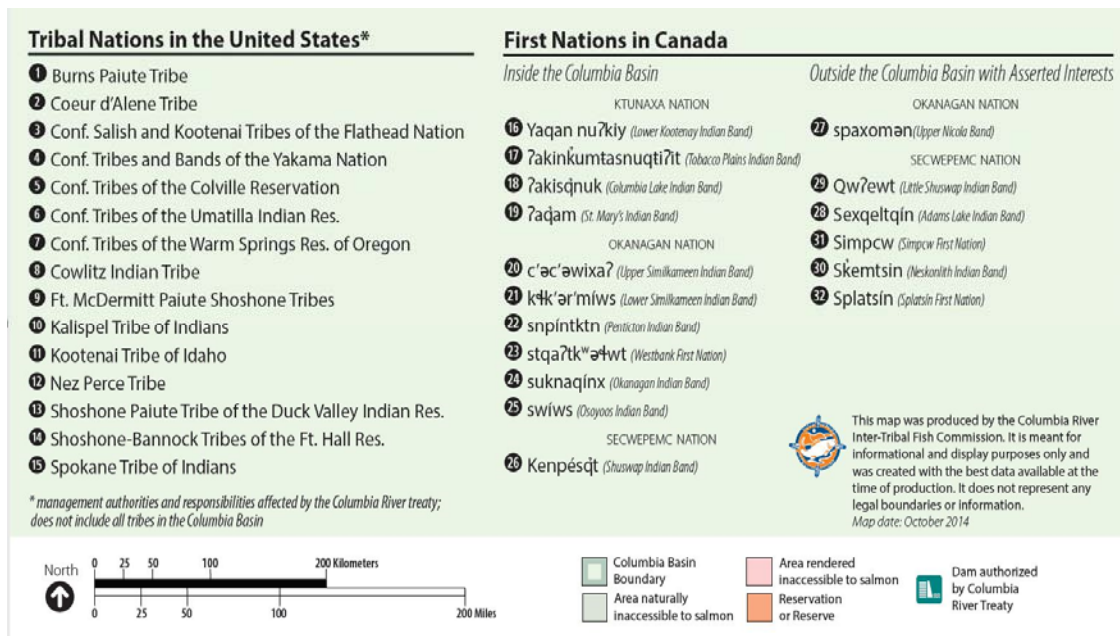 Tribal Nations in the United States*
1 Burns Paiute Tribe
2 Coeur d'Alene Tribe
3 Conf. Salish and Kootenai Tribes of the Flathead Nation
4 Conf. Tribes and Bands of the Yakama Nation
5 Conf. Tribes of the Colville Reservation
6 Conf. Tribes of the Umatilla Indian Res.
7 Conf. Tribes of the Warm Springs Res. of Oregon
8 Cowlitz Indian Tribe
9 Ft. McDermitt Paiute Shoshone Tribes
10 Kalispel Tribe of Indians
11 Kootenai Tribe of Idaho
12 Nez Perce Tribe
13 Shoshone Paiute Tribe of the Duck Valley Indian Res.
14 Shoshone-Bannock Tribes of the Ft. Hall Res.
15 Spokane Tribe of Indians
* management authorities and responsibilities affected by the Columbia River treaty;
does not include all tribes in the Columbia Basin
First Nations in Canada
Inside the Columbia Basin
KTUNAXA NATION
16 Yaqan nuʔkiy (Lower Kootenay Indian Band)
17 ʔakink̓umⱡasnuqⱡiʔit (Tobacco Plains Indian Band)
18 ʔakisq̓nuk (Columbia Lake Indian Band)
19 ʔaq̓am (St. Mary's Indian Band)
OKANAGAN NATION
20 c'əc'əwixaʔ (Upper Similkameen Indian Band)
21 kɬk'ər'míws (Lower Similkameen Indian Band)
22 snpíntktn (Penticton Indian Band)
23 stqaʔtkʷəɬwt (Westbank First Nation)
24 suknaqínx (Okanagan Indian Band)
25 swíws (Osoyoos Indian Band)
SECWEPEMC NATION
26 Kenpésq̓t (Shuswap Indian Band)
Outside the Columbia Basin with Asserted Interests
OKANAGAN NATION
27 spaxomən (Upper Nicola Band)
SECWEPEMC NATION
29 Qwʔewt (Little Shuswap Indian Band)
28 Sexqeltqín (Adams Lake Indian Band)
31 Simpcw (Simpcw First Nation)
30 Sk̓emtsin (Neskonlith Indian Band)
32 Splatsín (Splatsín First Nation)
This map was produced by the Columbia River
Inter-Tribal Fish Commission. It is meant for
informational and display purposes only and
was created with the best data available at the
time of production. It does not represent any
legal boundaries or information.
Map date: October 2014
North
0 25 50 100 200 Kilometers
0 25 50 100 200 Miles
Columbia Basin
Boundary
Area naturally
inaccessible to salmon
Area rendered
inaccessible to salmon
Reservation
or Reserve
Dam authorized
by Columbia
River Treaty